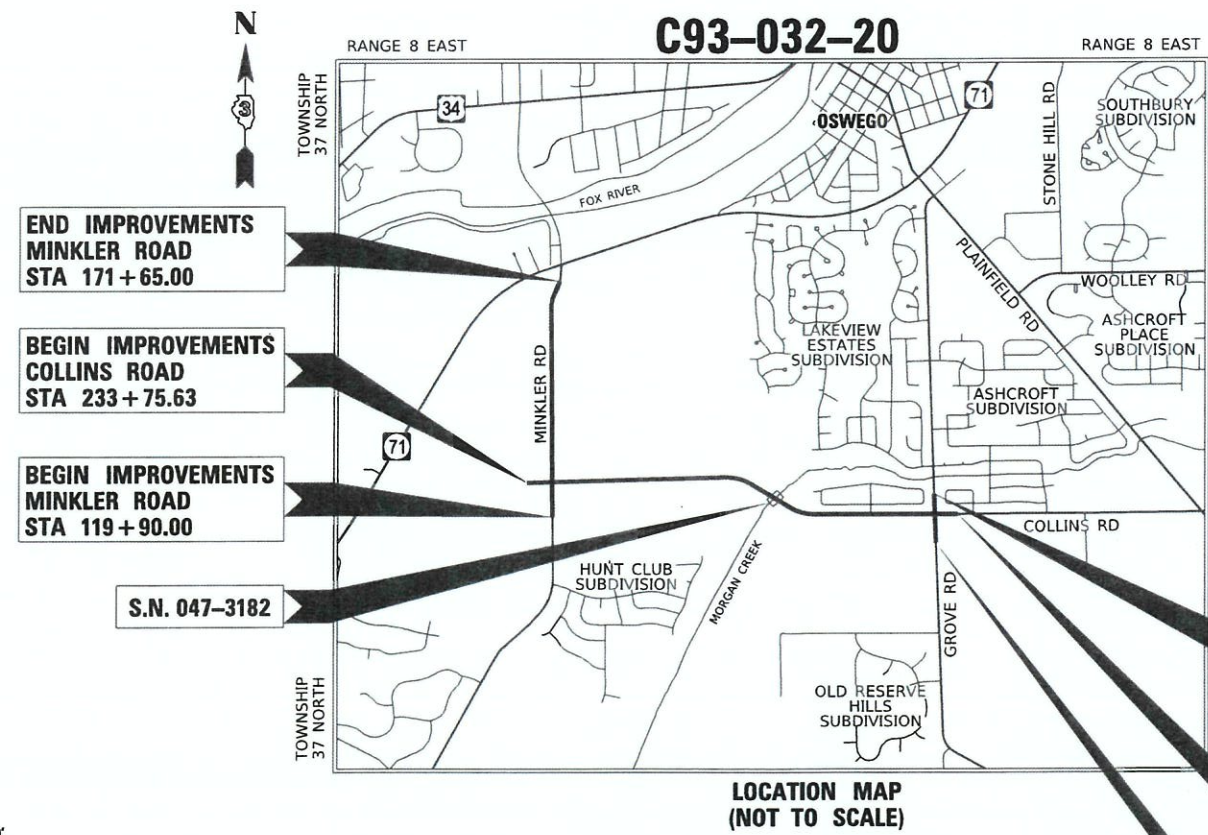 C93–032–20
N
3
RANGE 8 EAST
RANGE 8 EAST
TOWNSHIP
37 NORTH
34
71
OSWEGO
STONE HILL RD
SOUTHBURY
SUBDIVISION
FOX RIVER
END IMPROVEMENTS
MINKLER ROAD
STA 171+65.00
PLAINFIELD RD
WOOLLEY RD
LAKEVIEW
ESTATES
SUBDIVISION
ASHCROFT
PLACE
SUBDIVISION
BEGIN IMPROVEMENTS
COLLINS ROAD
STA 233+75.63
MINKLER RD
ASHCROFT
SUBDIVISION
71
BEGIN IMPROVEMENTS
MINKLER ROAD
STA 119+90.00
COLLINS RD
HUNT CLUB
SUBDIVISION
MORGAN CREEK
S.N. 047–3182
GROVE RD
TOWNSHIP
37 NORTH
OLD RESERVE
HILLS
SUBDIVISION
LOCATION MAP
(NOT TO SCALE)